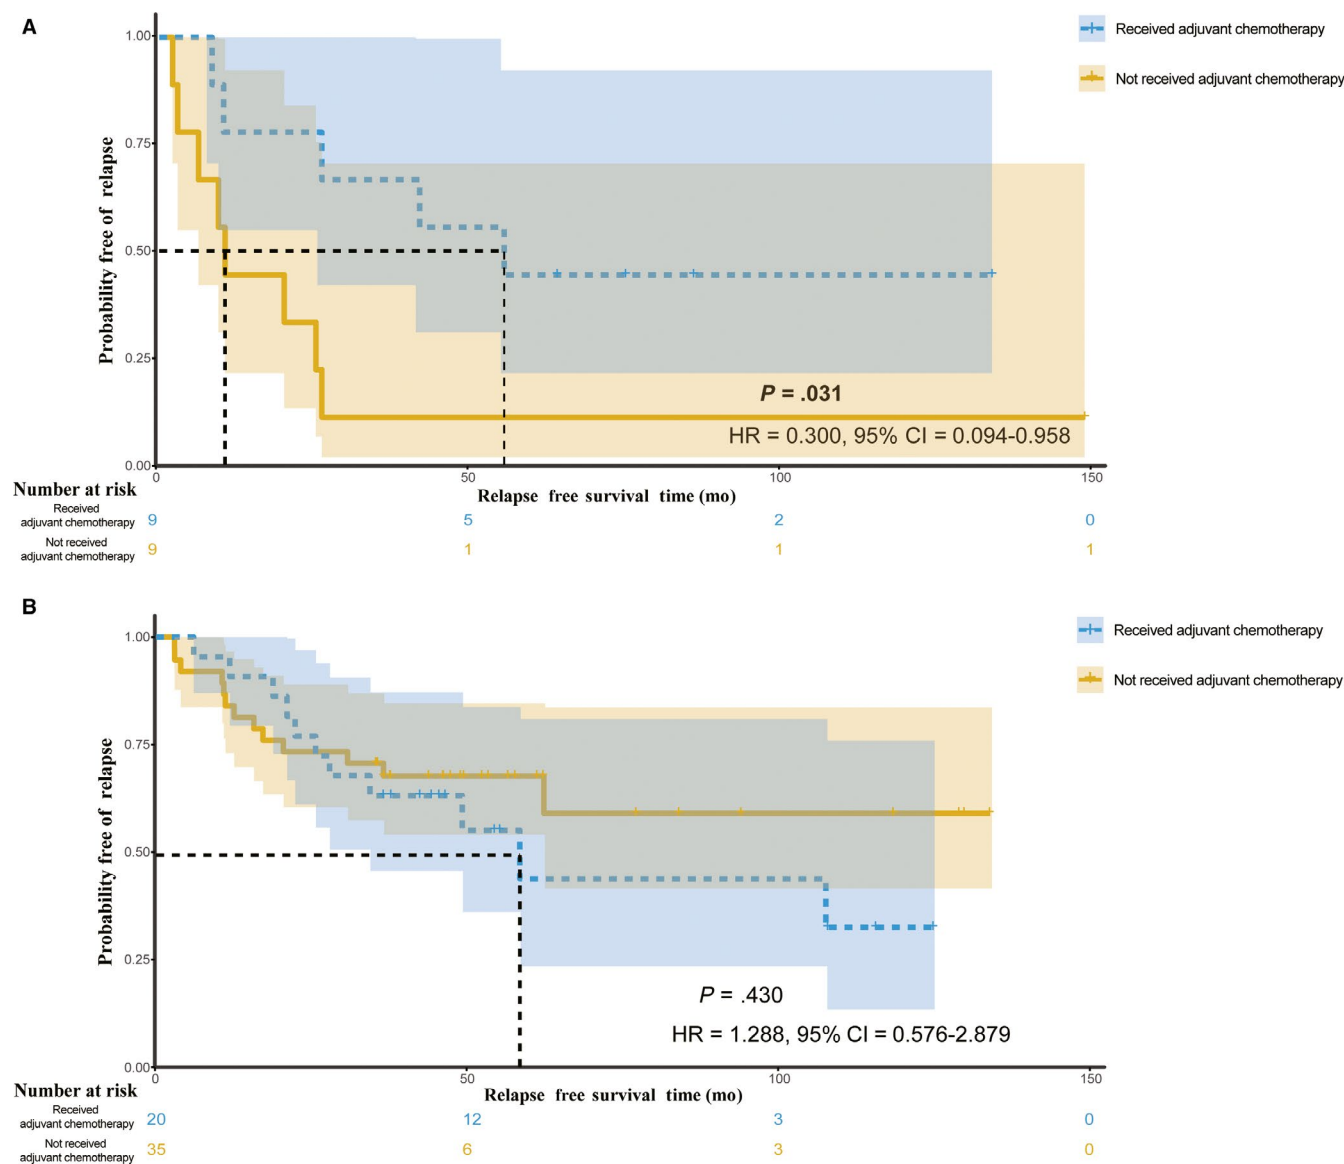 A
Received adjuvant chemotherapy
Not received adjuvant chemotherapy
1.00
0.75
0.50
0.25
0.00
Probability free of relapse
P = .031
HR = 0.300, 95% CI = 0.094-0.958
0 50 100 150
Relapse free survival time (mo)
Number at risk
Received
adjuvant chemotherapy 9 5 2 0
Not received
adjuvant chemotherapy 9 1 1 1
B
Received adjuvant chemotherapy
Not received adjuvant chemotherapy
1.00
0.75
0.50
0.25
0.00
Probability free of relapse
P = .430
HR = 1.288, 95% CI = 0.576-2.879
0 50 100 150
Relapse free survival time (mo)
Number at risk
Received
adjuvant chemotherapy 20 12 3 0
Not received
adjuvant chemotherapy 35 6 3 0